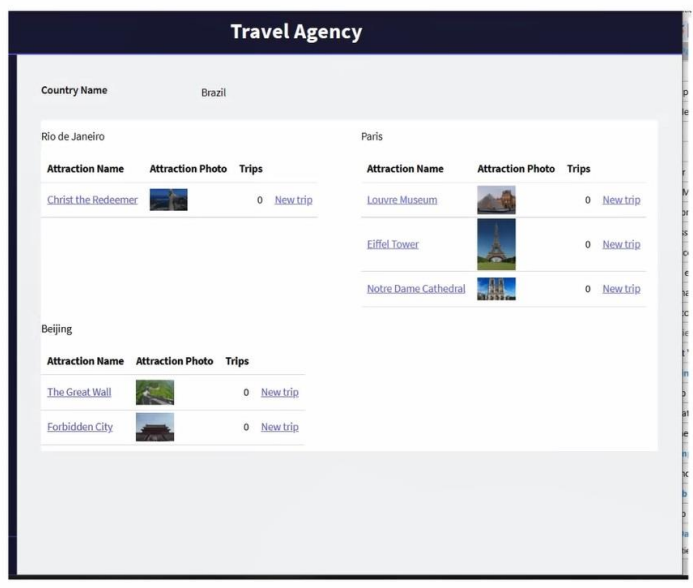 Travel Agency
Country Name Brazil
Rio de Janeiro
Attraction Name Attraction Photo Trips
Christ the Redeemer 0 New trip
Paris
Attraction Name Attraction Photo Trips
Louvre Museum 0 New trip
Eiffel Tower 0 New trip
Notre Dame Cathedral 0 New trip
Beijing
Attraction Name Attraction Photo Trips
The Great Wall 0 New trip
Forbidden City 0 New trip